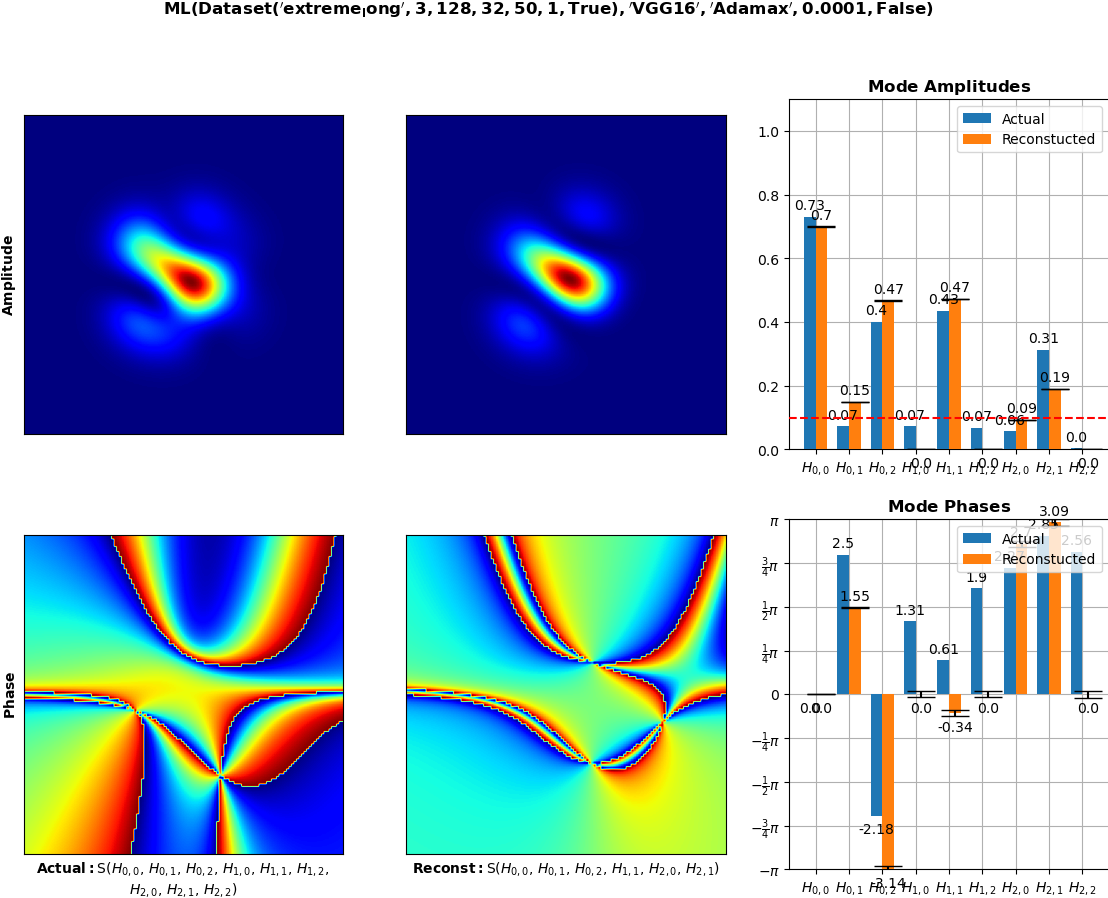 ML(Dataset('extreme_long', 3, 128, 32, 50, 1, True), 'VGG16', 'Adamax', 0.0001, False)
Mode Amplitudes
Actual
Reconstucted
1.0
0.8
0.6
0.4
0.2
0.0
0.73
0.7
0.07
0.15
0.4
0.47
0.07
0.0
0.43
0.47
0.07
0.0
0.06
0.09
0.31
0.19
0.0
0.0
H0,0 H0,1 H0,2 H1,0 H1,1 H1,2 H2,0 H2,1 H2,2
Amplitude
Mode Phases
Actual
Reconstucted
π
3/4π
1/2π
1/4π
0
−1/4π
−1/2π
−3/4π
−π
0.0
0.0
2.5
1.55
-2.18
-3.14
1.31
0.0
0.61
-0.34
1.9
0.0
3.09
2.56
0.0
H0,0 H0,1 H0,2 H1,0 H1,1 H1,2 H2,0 H2,1 H2,2
Phase
Actual: S(H0,0, H0,1, H0,2, H1,0, H1,1, H1,2,
H2,0, H2,1, H2,2)
Reconst: S(H0,0, H0,1, H0,2, H1,1, H2,0, H2,1)